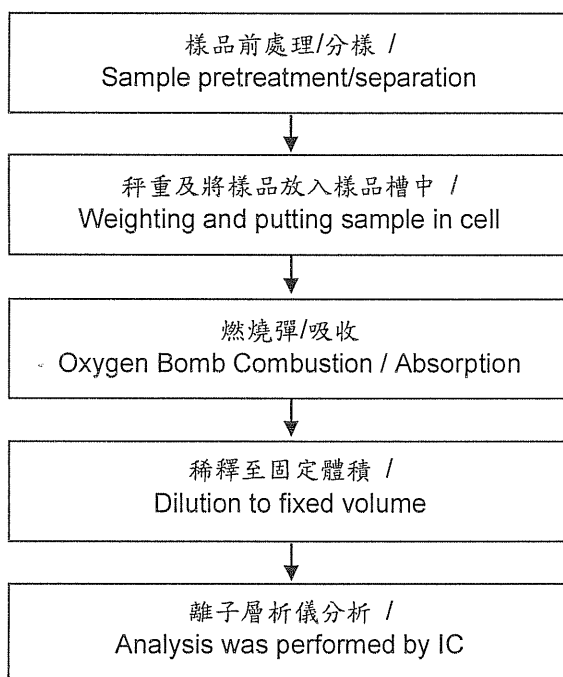 樣品前處理/分樣 /
Sample pretreatment/separation
秤重及將樣品放入樣品槽中 /
Weighting and putting sample in cell
燃燒彈/吸收
Oxygen Bomb Combustion / Absorption
稀釋至固定體積 /
Dilution to fixed volume
離子層析儀分析 /
Analysis was performed by IC